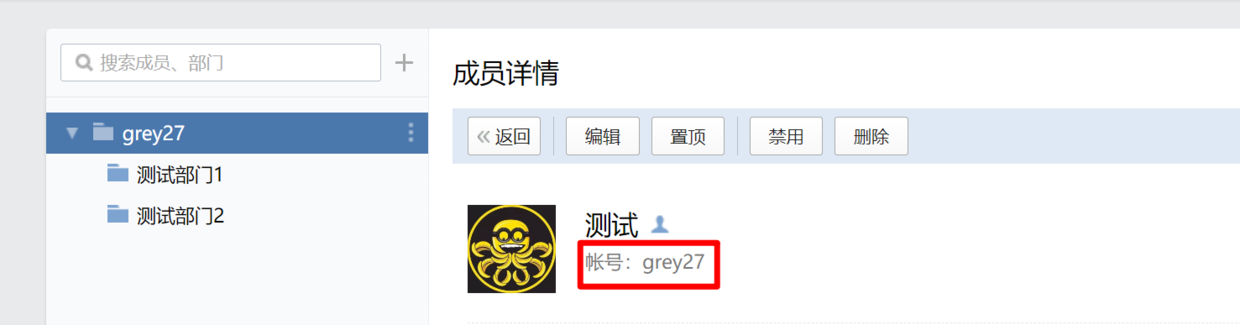 搜索成员、部门
grey27
测试部门1
测试部门2
成员详情
返回 编辑 置顶 禁用 删除
测试
帐号：grey27